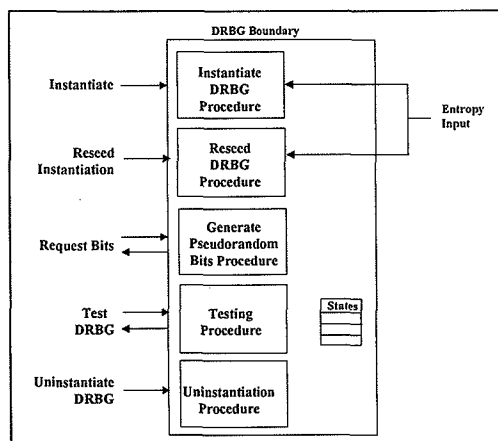 DRBG Boundary
Instantiate
Instantiate
DRBG
Procedure
Entropy
Input
Reseed
Instantiation
Reseed
DRBG
Procedure
Request Bits
Generate
Pseudorandom
Bits Procedure
Test
DRBG
Testing
Procedure
States
Uninstantiate
DRBG
Uninstantiation
Procedure